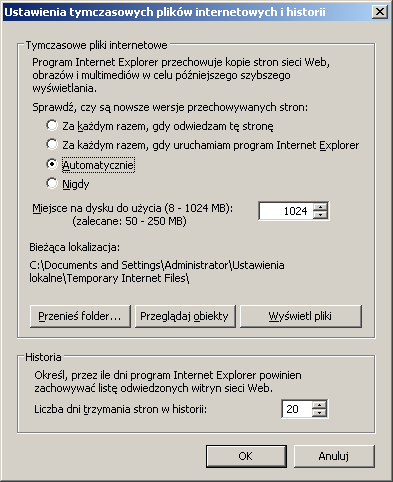 Ustawienia tymczasowych plików internetowych i historii
Tymczasowe pliki internetowe
Program Internet Explorer przechowuje kopie stron sieci Web,
obrazów i multimediów w celu późniejszego szybszego
wyświetlania.
Sprawdź, czy są nowsze wersje przechowywanych stron:
Za każdym razem, gdy odwiedzam tę stronę
Za każdym razem, gdy uruchamiam program Internet Explorer
Automatycznie
Nigdy
Miejsce na dysku do użycia (8 - 1024 MB): 1024
(zalecane: 50 - 250 MB)
Bieżąca lokalizacja:
C:\Documents and Settings\Administrator\Ustawienia
lokalne\Temporary Internet Files\
Przenieś folder... Przeglądaj obiekty Wyświetl pliki
Historia
Określ, przez ile dni program Internet Explorer powinien
zachowywać listę odwiedzonych witryn sieci Web.
Liczba dni trzymania stron w historii: 20
OK Anuluj